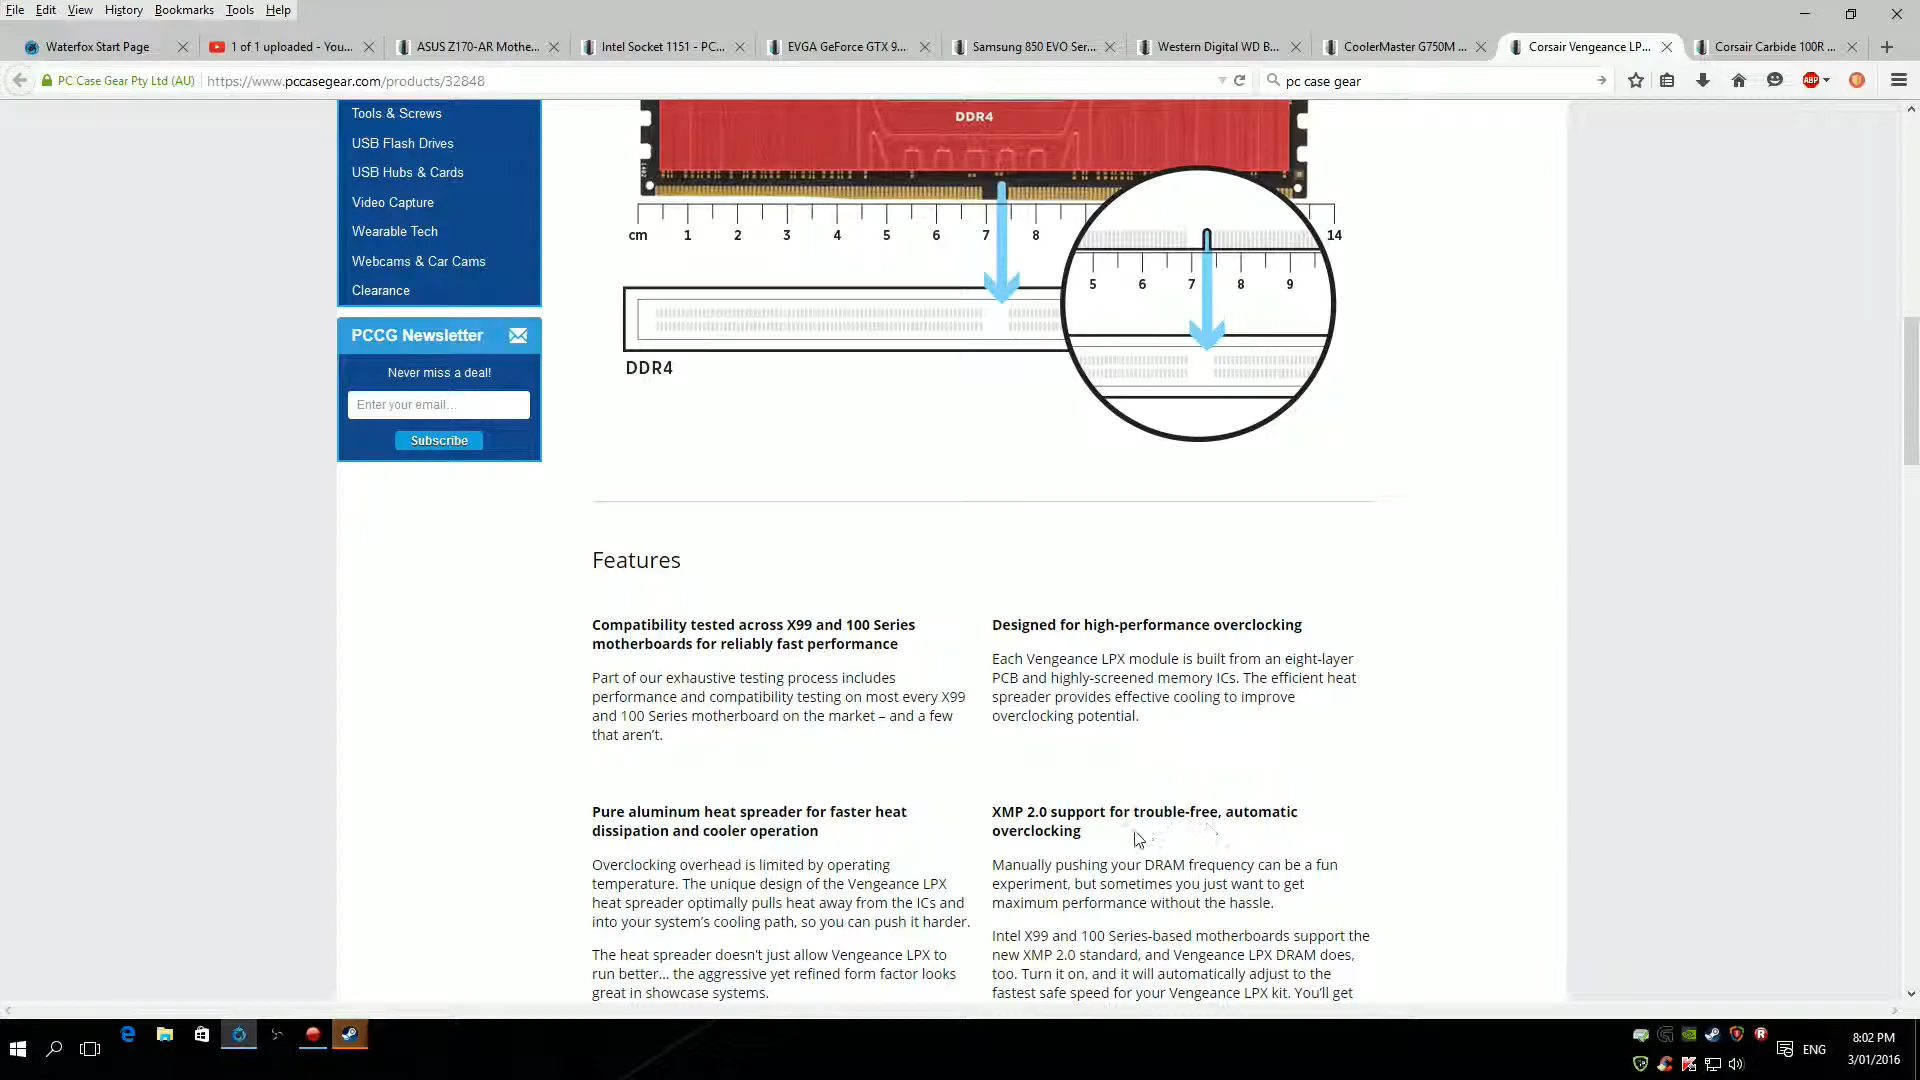 File Edit View History Bookmarks Tools Help
Waterfox Start Page
1 of 1 uploaded - You...
ASUS Z170-AR Mothe...
Intel Socket 1151 - PC...
EVGA GeForce GTX 9...
Samsung 850 EVO Ser...
Western Digital WD B...
CoolerMaster G750M ...
Corsair Vengeance LP...
Corsair Carbide 100R ...
PC Case Gear Pty Ltd (AU)
https://www.pccasegear.com/products/32848
pc case gear
ABP
Tools & Screws
USB Flash Drives
USB Hubs & Cards
Video Capture
Wearable Tech
Webcams & Car Cams
Clearance
PCCG Newsletter
Never miss a deal!
Enter your email...
Subscribe
DDR4
cm 1 2 3 4 5 6 7 8 14
5 6 7 8 9
DDR4
Features
Compatibility tested across X99 and 100 Series
motherboards for reliably fast performance
Part of our exhaustive testing process includes
performance and compatibility testing on most every X99
and 100 Series motherboard on the market – and a few
that aren't.
Designed for high-performance overclocking
Each Vengeance LPX module is built from an eight-layer
PCB and highly-screened memory ICs. The efficient heat
spreader provides effective cooling to improve
overclocking potential.
Pure aluminum heat spreader for faster heat
dissipation and cooler operation
Overclocking overhead is limited by operating
temperature. The unique design of the Vengeance LPX
heat spreader optimally pulls heat away from the ICs and
into your system's cooling path, so you can push it harder.
The heat spreader doesn't just allow Vengeance LPX to
run better... the aggressive yet refined form factor looks
great in showcase systems.
XMP 2.0 support for trouble-free, automatic
overclocking
Manually pushing your DRAM frequency can be a fun
experiment, but sometimes you just want to get
maximum performance without the hassle.
Intel X99 and 100 Series-based motherboards support the
new XMP 2.0 standard, and Vengeance LPX DRAM does,
too. Turn it on, and it will automatically adjust to the
fastest safe speed for your Vengeance LPX kit. You'll get
ENG
8:02 PM
3/01/2016